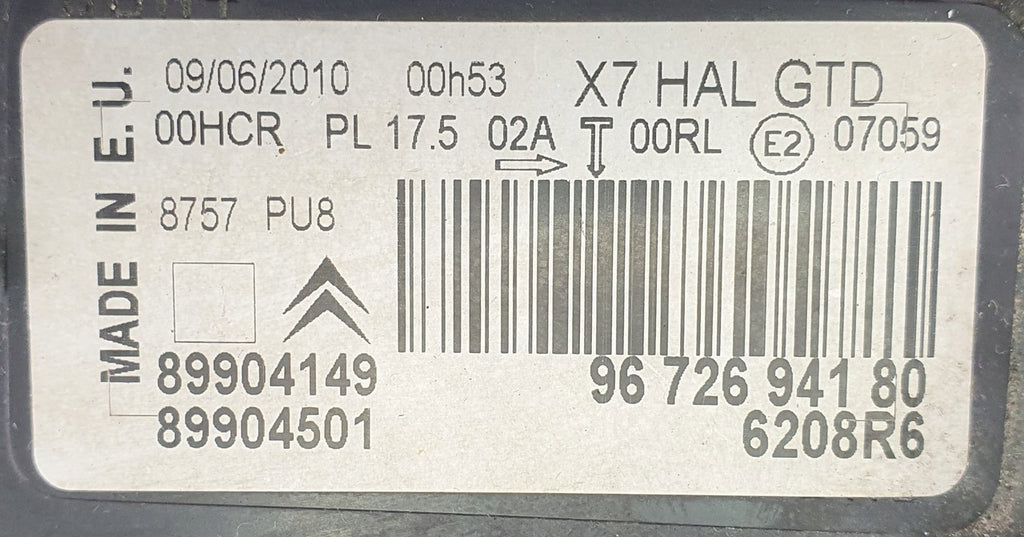 MADE IN E.U.
09/06/2010 00h53 X7 HAL GTD
00HCR PL 17.5 02A 00RL E2 07059
8757 PU8
89904149 96 726 941 80
89904501 6208R6